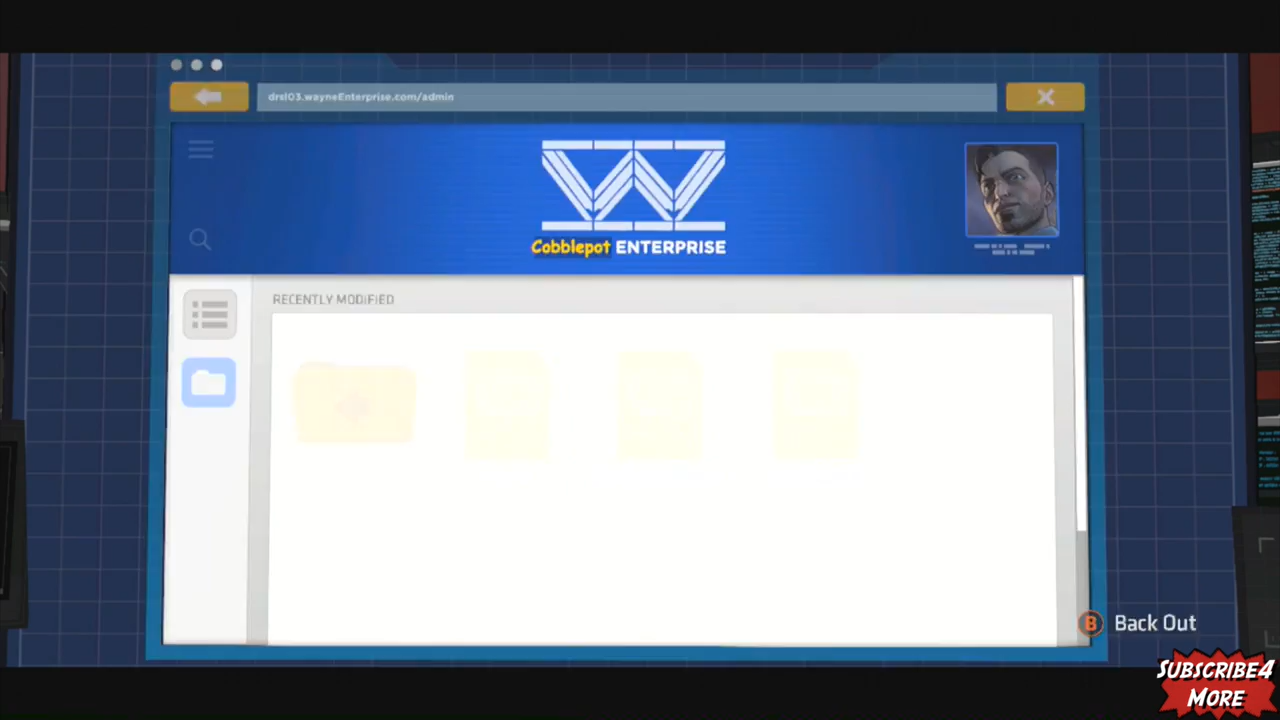 drsl03.wayneEnterprise.com/admin
Cobblepot ENTERPRISE
RECENTLY MODIFIED
B Back Out
SUBSCRIBE4
MORE